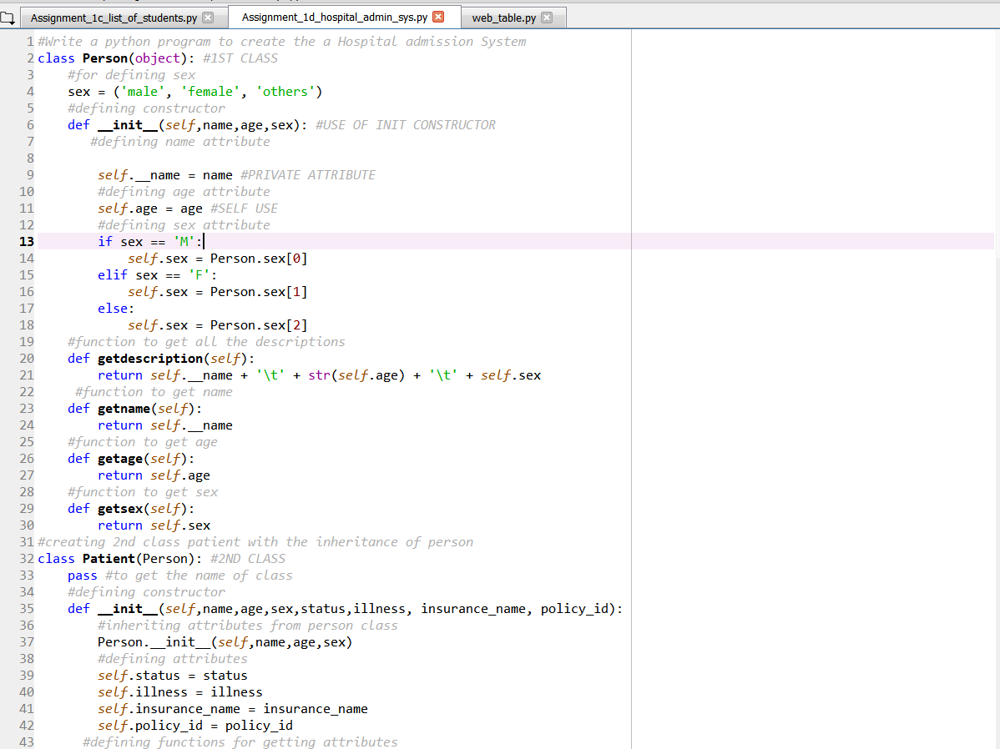 Assignment_1c_list_of_students.py
Assignment_1d_hospital_admin_sys.py
web_table.py
1 #Write a python program to create the a Hospital admission System
2 class Person(object): #1ST CLASS
3     #for defining sex
4     sex = ('male', 'female', 'others')
5     #defining constructor
6     def __init__(self,name,age,sex): #USE OF INIT CONSTRUCTOR
7        #defining name attribute
8
9         self.__name = name #PRIVATE ATTRIBUTE
10         #defining age attribute
11         self.age = age #SELF USE
12         #defining sex attribute
13         if sex == 'M':
14             self.sex = Person.sex[0]
15         elif sex == 'F':
16             self.sex = Person.sex[1]
17         else:
18             self.sex = Person.sex[2]
19     #function to get all the descriptions
20     def getdescription(self):
21         return self.__name + '\t' + str(self.age) + '\t' + self.sex
22      #function to get name
23     def getname(self):
24         return self.__name
25     #function to get age
26     def getage(self):
27         return self.age
28     #function to get sex
29     def getsex(self):
30         return self.sex
31 #creating 2nd class patient with the inheritance of person
32 class Patient(Person): #2ND CLASS
33     pass #to get the name of class
34     #defining constructor
35     def __init__(self,name,age,sex,status,illness, insurance_name, policy_id):
36         #inheriting attributes from person class
37         Person.__init__(self,name,age,sex)
38         #defining attributes
39         self.status = status
40         self.illness = illness
41         self.insurance_name = insurance_name
42         self.policy_id = policy_id
43       #defining functions for getting attributes